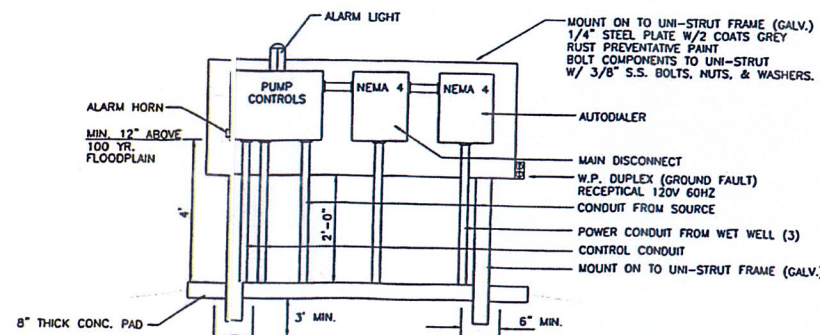 ALARM LIGHT
MOUNT ON TO UNI-STRUT FRAME (GALV.)
1/4" STEEL PLATE W/2 COATS GREY
RUST PREVENTATIVE PAINT
BOLT COMPONENTS TO UNI-STRUT
W/ 3/8" S.S. BOLTS, NUTS, & WASHERS.
PUMP
CONTROLS
NEMA 4
NEMA 4
ALARM HORN
AUTODIALER
MIN. 12" ABOVE
100 YR.
FLOODPLAIN
MAIN DISCONNECT
W.P. DUPLEX (GROUND FAULT)
RECEPTICAL 120V 60HZ
CONDUIT FROM SOURCE
4'
2'-0"
POWER CONDUIT FROM WET WELL (3)
CONTROL CONDUIT
MOUNT ON TO UNI-STRUT FRAME (GALV.)
8" THICK CONC. PAD
3' MIN.
6" MIN.